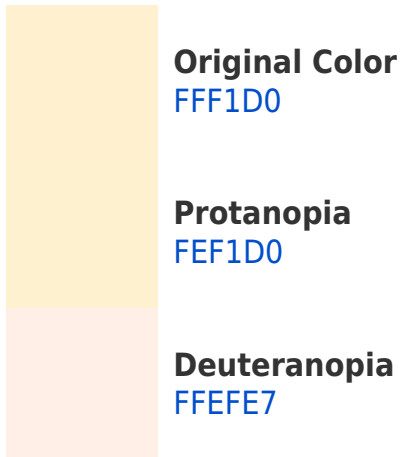 Original Color
FFF1D0
Protanopia
FEF1D0
Deuteranopia
FFEFE7